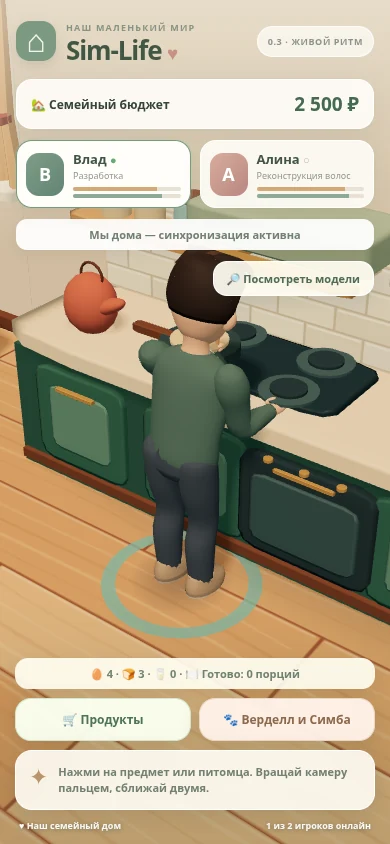 НАШ МАЛЕНЬКИЙ МИР
Sim-Life ♥
0.3 · ЖИВОЙ РИТМ
🏡 Семейный бюджет
2 500 ₽
В
Влад ●
Разработка
А
Алина ○
Реконструкция волос
Мы дома — синхронизация активна
🔎 Посмотреть модели
🥚 4 · 🍞 3 · 🥛 0 · 🍽️ Готово: 0 порций
🛒 Продукты
🐾 Верделл и Симба
✦ Нажми на предмет или питомца. Вращай камеру
пальцем, сближай двумя.
♥ Наш семейный дом
1 из 2 игроков онлайн